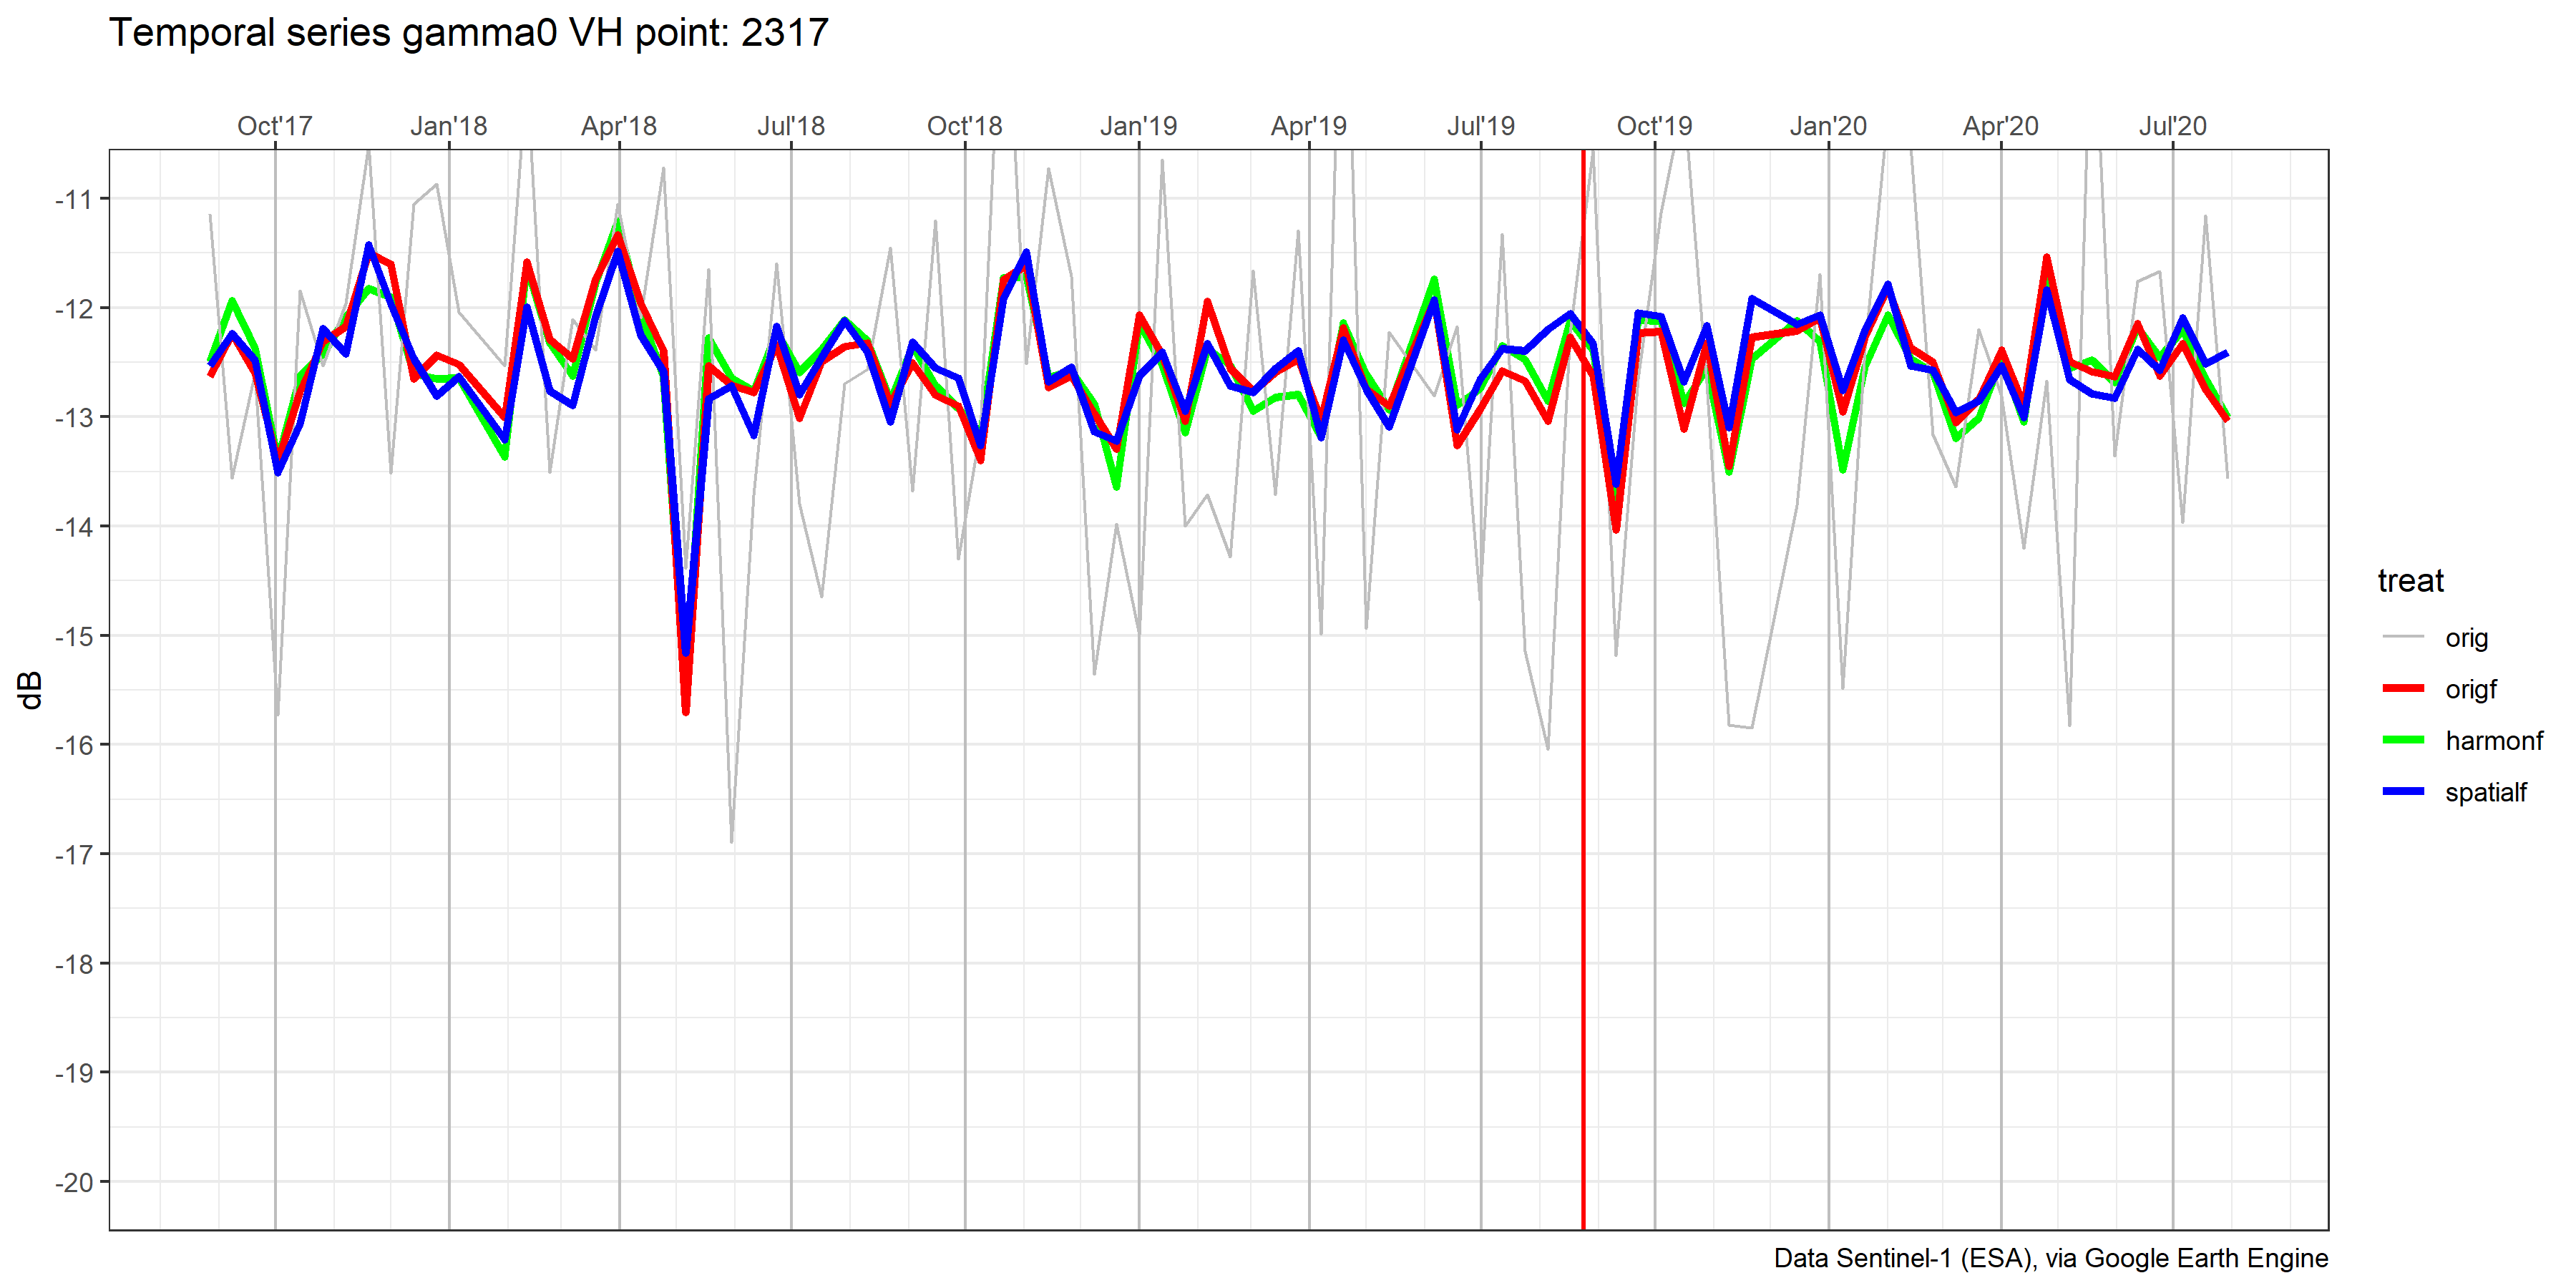 Temporal series gamma0 VH point: 2317
Oct'17 Jan'18 Apr'18 Jul'18 Oct'18 Jan'19 Apr'19 Jul'19 Oct'19 Jan'20 Apr'20 Jul'20
-11
-12
-13
-14
-15
-16
-17
-18
-19
-20
dB
treat
orig
origf
harmonf
spatialf
Data Sentinel-1 (ESA), via Google Earth Engine